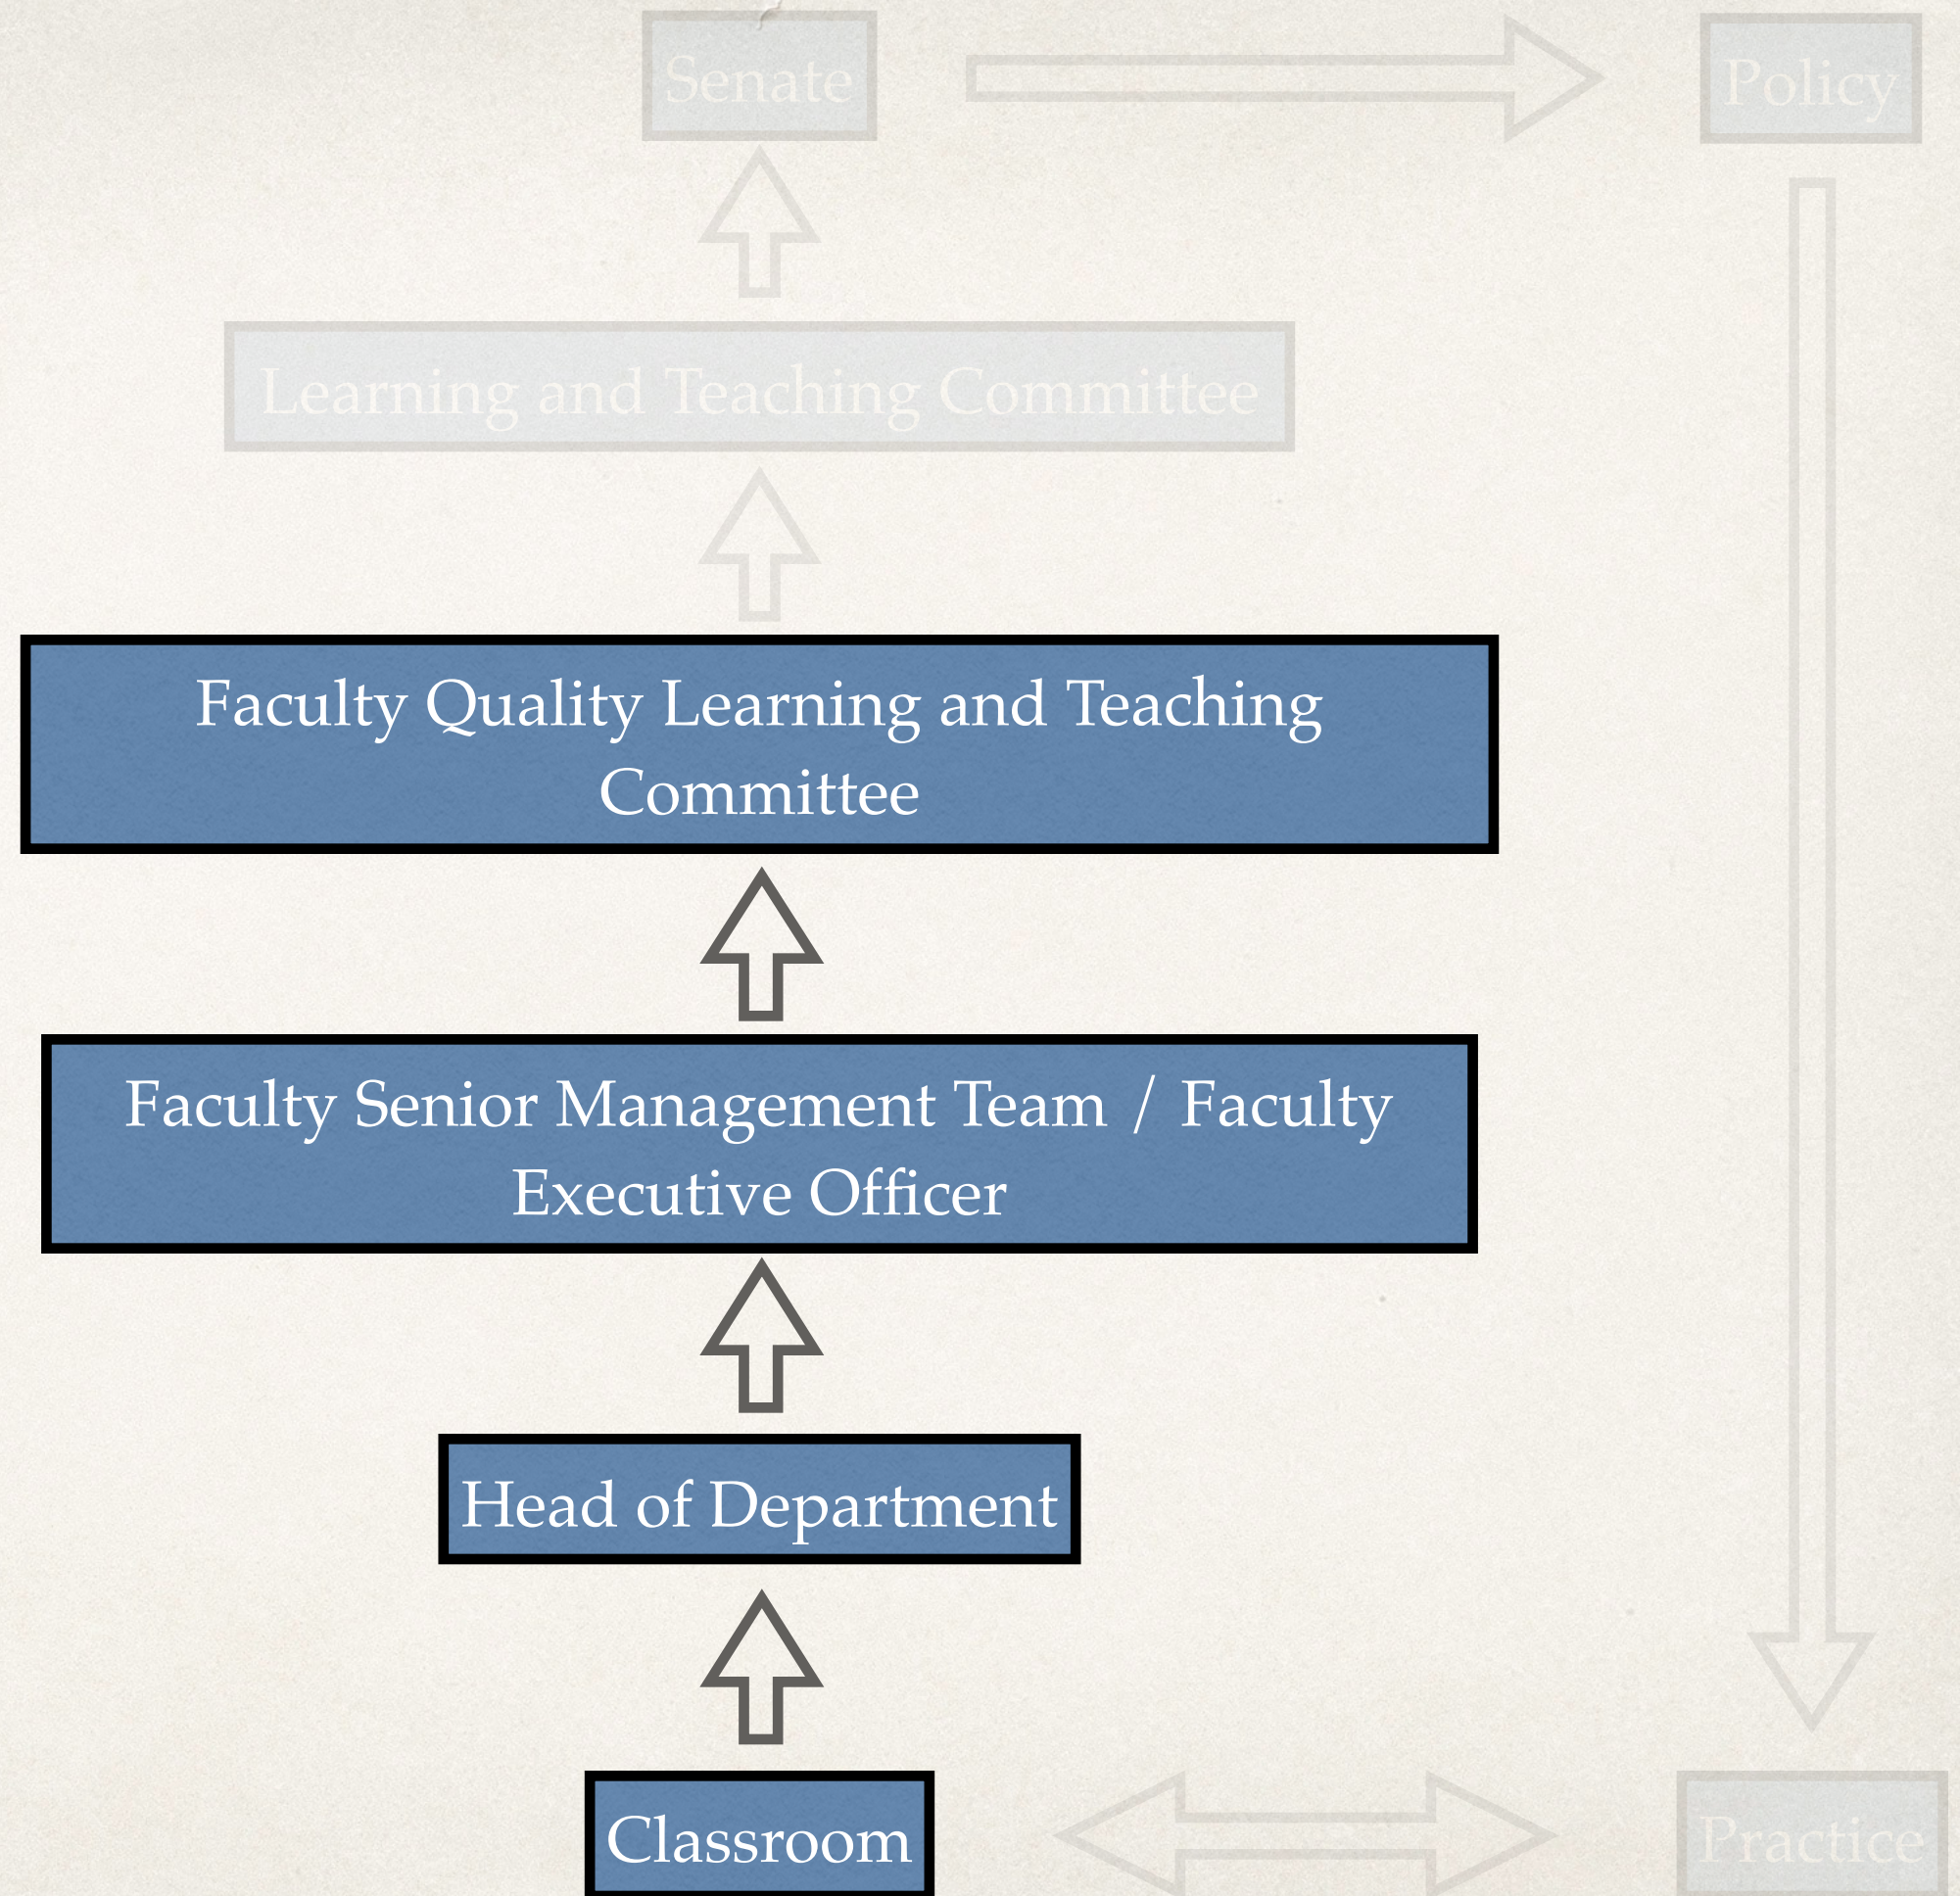 Senate
Policy
Learning and Teaching Committee
Faculty Quality Learning and Teaching
Committee
Faculty Senior Management Team / Faculty
Executive Officer
Head of Department
Classroom
Practice